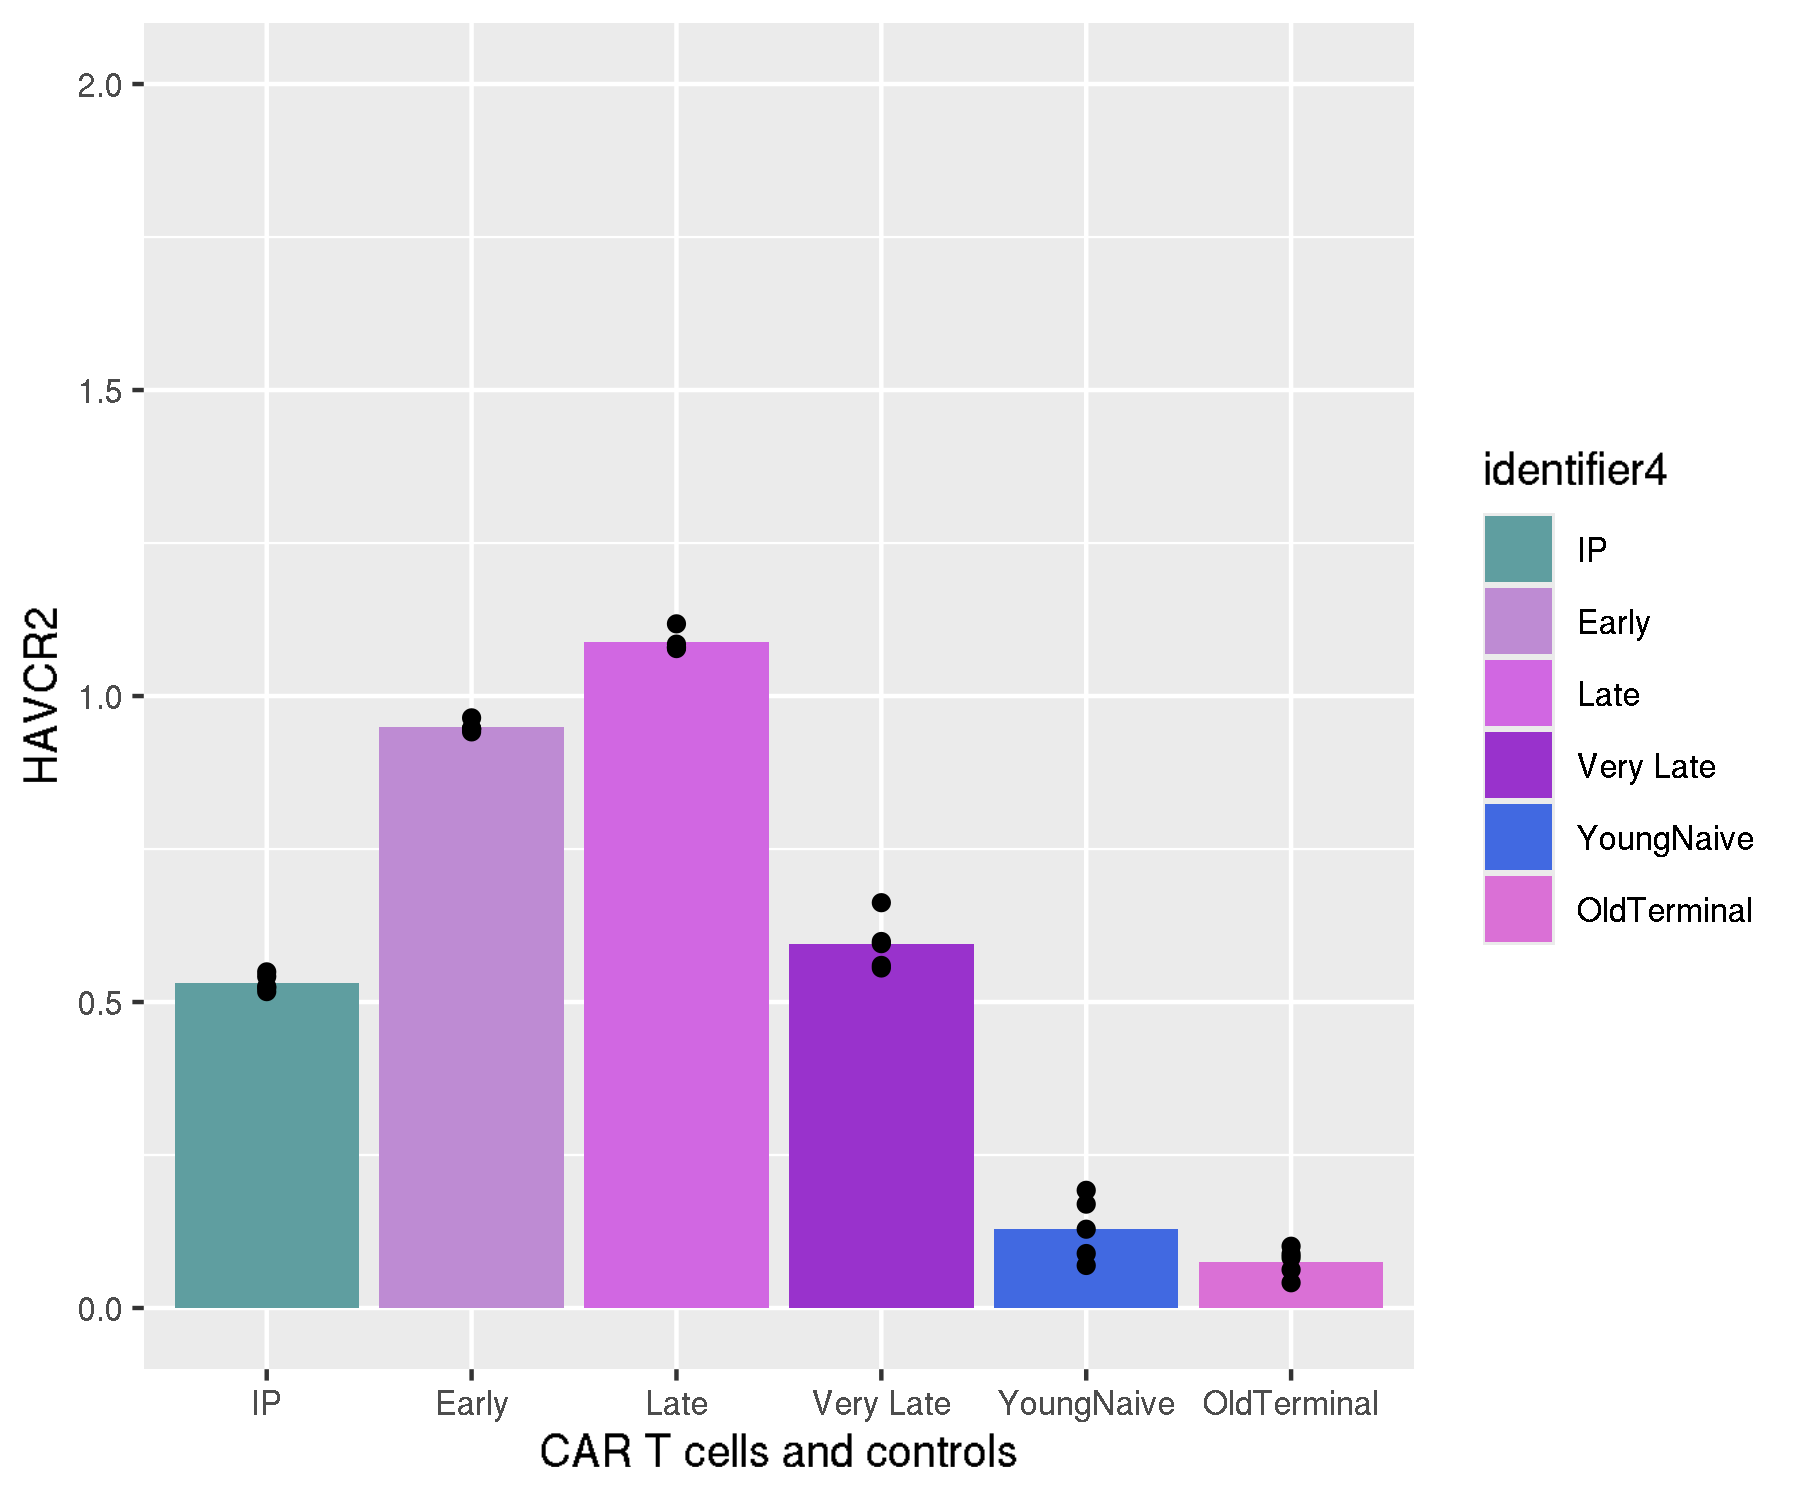 2.0
1.5
1.0
0.5
0.0
HAVCR2
IP Early Late Very Late YoungNaive OldTerminal
CAR T cells and controls
identifier4
IP
Early
Late
Very Late
YoungNaive
OldTerminal